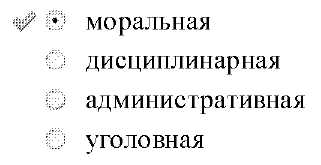 моральная
дисциплинарная
административная
уголовная